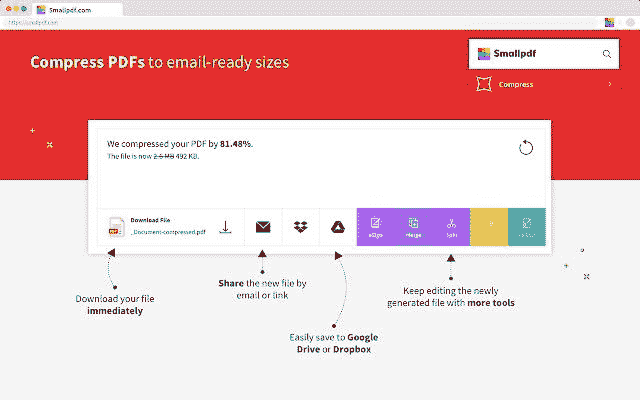 Smallpdf.com
https://smallpdf.com
Compress PDFs to email-ready sizes
Smallpdf
Compress
We compressed your PDF by 81.48%.
The file is now 2.6 MB 492 KB.
Download File
_Document-compressed.pdf
eSign
Merge
Split
Download your file
immediately
Share the new file by
email or link
Easily save to Google
Drive or Dropbox
Keep editing the newly
generated file with more tools